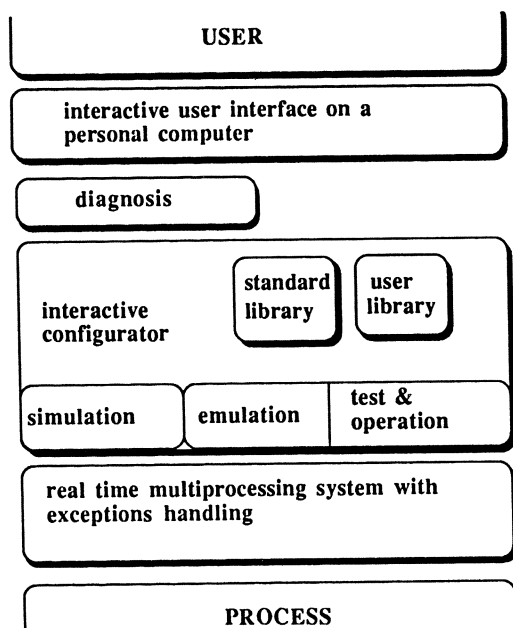 USER
interactive user interface on a
personal computer
diagnosis
interactive
configurator
standard
library
user
library
simulation
emulation
test &
operation
real time multiprocessing system with
exceptions handling
PROCESS